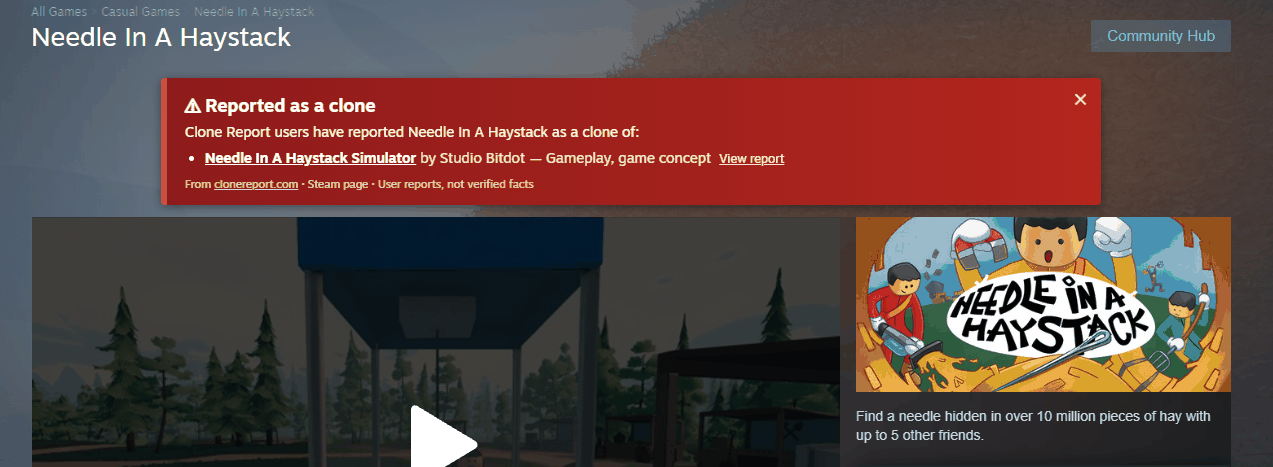 All Games > Casual Games > Needle In A Haystack
Needle In A Haystack
Community Hub
⚠ Reported as a clone
×
Clone Report users have reported Needle In A Haystack as a clone of:
• Needle In A Haystack Simulator by Studio Bitdot — Gameplay, game concept View report
From clonereport.com · Steam page · User reports, not verified facts
NEEDLE IN A
HAYSTACK
Find a needle hidden in over 10 million pieces of hay with
up to 5 other friends.